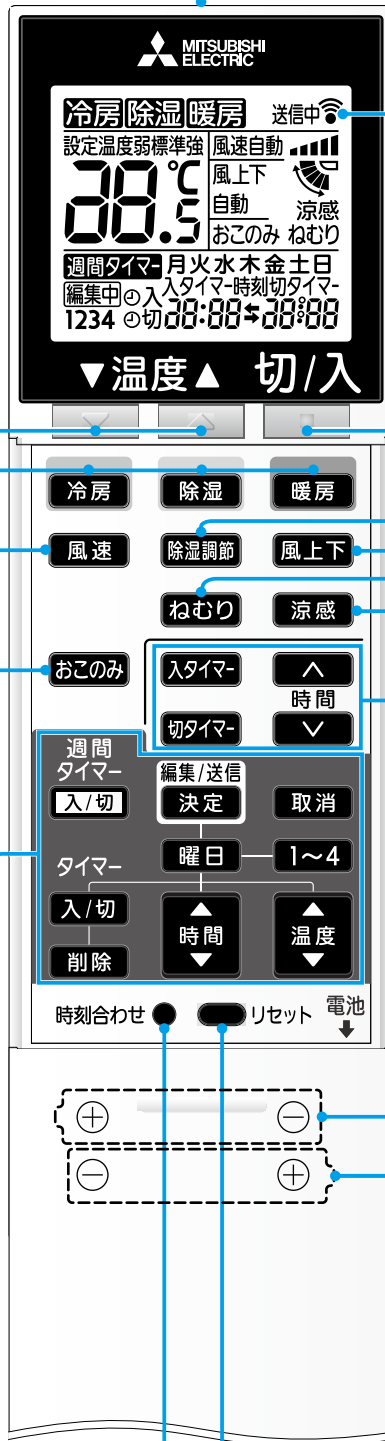 MITSUBISHI
ELECTRIC
冷房 除湿 暖房 送信中
設定温度弱標準強 風速自動
88.5℃ 風上下
自動 涼感
おこのみ ねむり
週間タイマー 月火水木金土日
編集中 入 入タイマー時刻切タイマー
1234 切 88:88 88:88
▼温度▲ 切/入
冷房 除湿 暖房
風速 除湿調節 風上下
ねむり 涼感
おこのみ 入タイマー
時間
切タイマー
週間
タイマー 編集/送信
入/切 決定 取消
曜日 1〜4
タイマー
入/切 ▲ ▲
時間 温度
削除 ▼ ▼
時刻合わせ リセット 電池
⊕ ⊖
⊖ ⊕